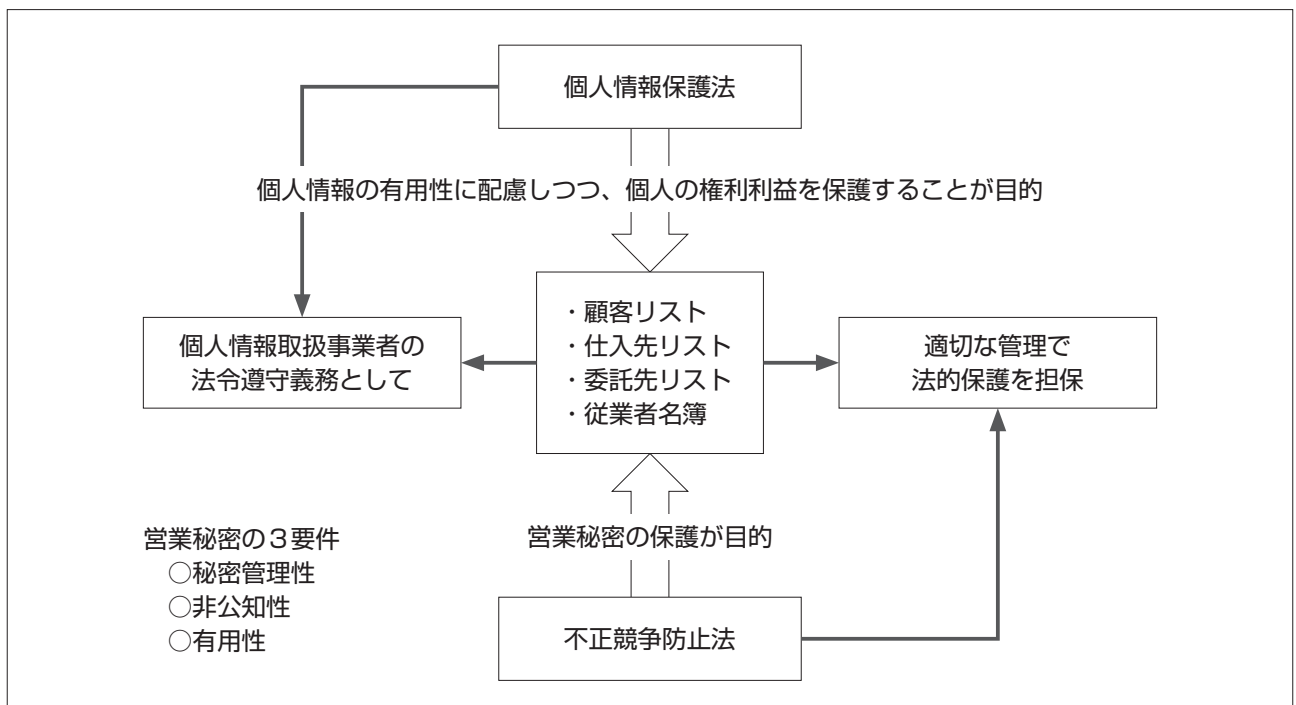 個人情報保護法
個人情報の有用性に配慮しつつ、個人の権利利益を保護することが目的
個人情報取扱事業者の
法令遵守義務として
・顧客リスト
・仕入先リスト
・委託先リスト
・従業者名簿
適切な管理で
法的保護を担保
営業秘密の3要件
○秘密管理性
○非公知性
○有用性
営業秘密の保護が目的
不正競争防止法